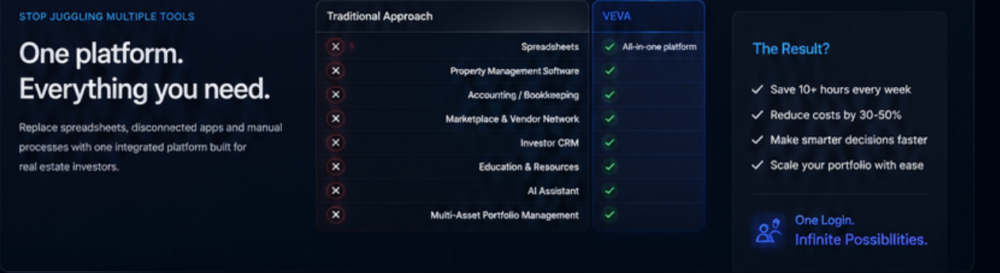 STOP JUGGLING MULTIPLE TOOLS
One platform.
Everything you need.
Replace spreadsheets, disconnected apps and manual
processes with one integrated platform built for
real estate investors.
Traditional Approach
VEVA
Spreadsheets
All-in-one platform
Property Management Software
Accounting / Bookkeeping
Marketplace & Vendor Network
Investor CRM
Education & Resources
AI Assistant
Multi-Asset Portfolio Management
The Result?
Save 10+ hours every week
Reduce costs by 30-50%
Make smarter decisions faster
Scale your portfolio with ease
One Login.
Infinite Possibilities.